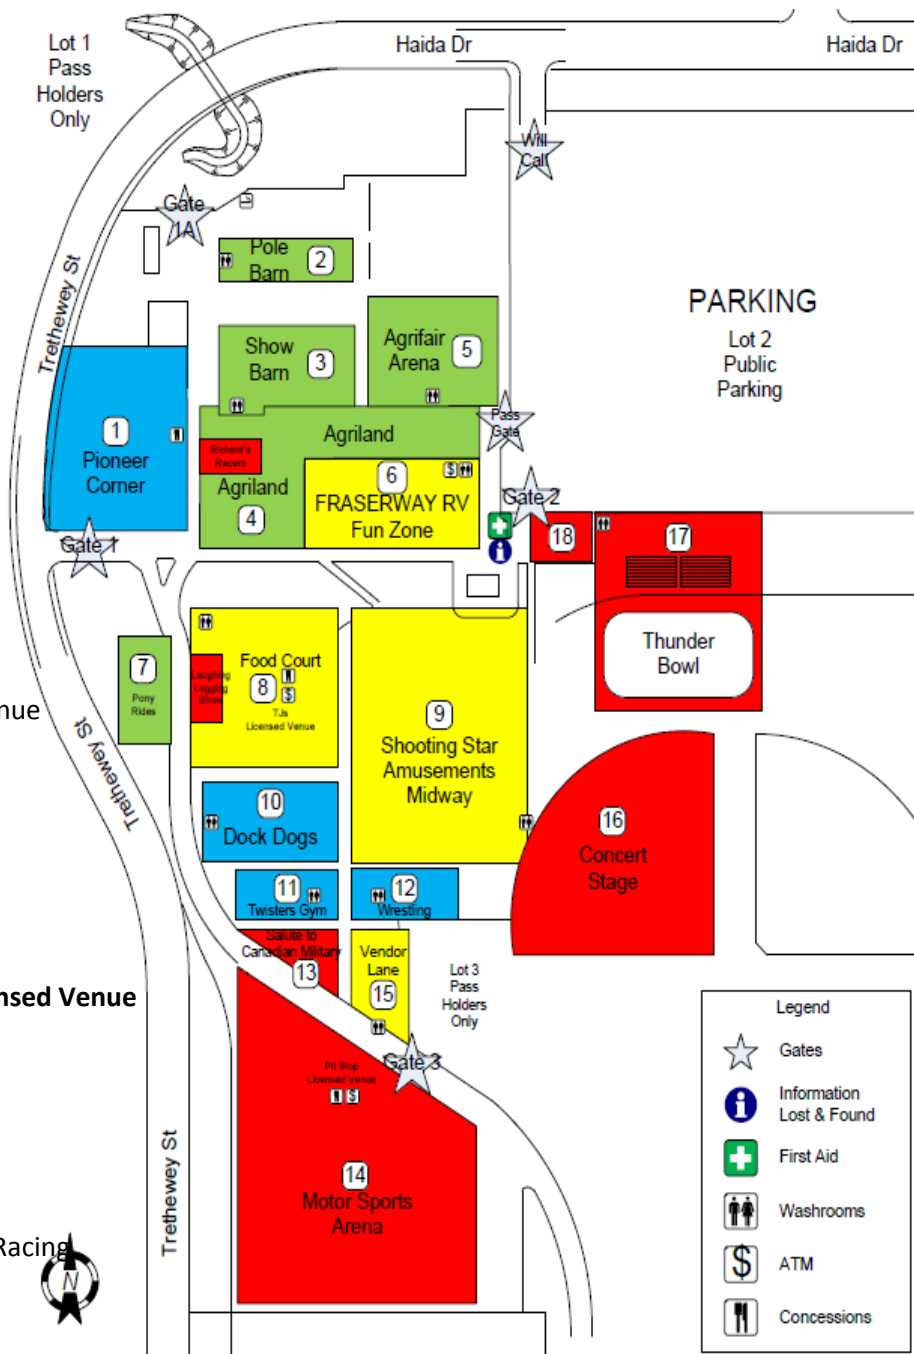 Lot 1
Pass
Holders
Only
Haida Dr
Haida Dr
Will
Call
Gate
1A
Pole
Barn
2
Trethewey St
PARKING
Lot 2
Public
Parking
Show
Barn
3
Agrifair
Arena
5
1
Pioneer
Corner
Pass
Gate
Agriland
Richard's
Racers
Agriland
4
6
$
FRASERWAY RV
Fun Zone
Gate 2
Gate 1
i
18
17
Thunder
Bowl
7
Pony
Rides
Food Court
8
$
TJs
Licensed Venue
Laughing
Logging
Show
nue
9
Shooting Star
Amusements
Midway
Trethewey St
10
Dock Dogs
16
Concert
Stage
11
Twisters Gym
12
Wrestling
Salute to
Canadian Military
13
Vendor
Lane
15
Lot 3
Pass
Holders
Only
nsed Venue
Gate 3
Pit Stop
Licensed Venue
$
14
Motor Sports
Arena
Trethewey St
Racing
N
Legend
Gates
i
Information
Lost & Found
First Aid
Washrooms
$
ATM
Concessions